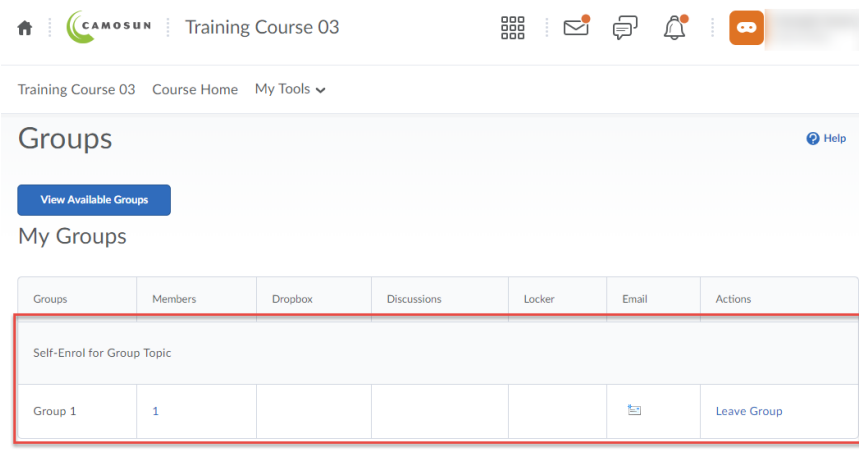 CAMOSUN Training Course 03
Training Course 03 Course Home My Tools
Groups
Help
View Available Groups
My Groups
Groups Members Dropbox Discussions Locker Email Actions
Self-Enrol for Group Topic
Group 1 1 Leave Group